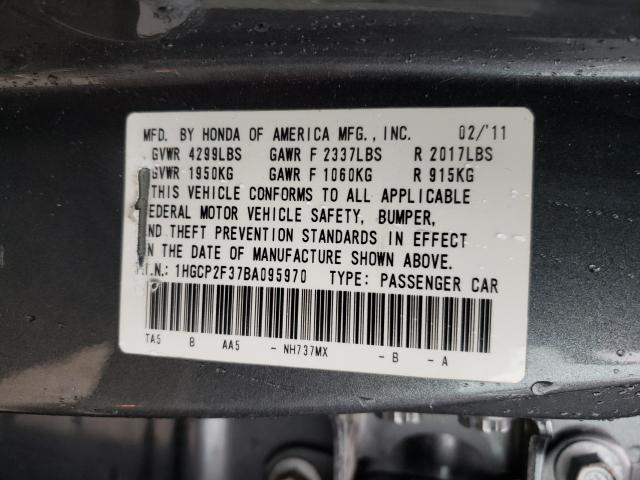 MFD. BY HONDA OF AMERICA MFG., INC. 02/'11
GVWR 4299LBS GAWR F 2337LBS R 2017LBS
GVWR 1950KG GAWR F 1060KG R 915KG
THIS VEHICLE CONFORMS TO ALL APPLICABLE
FEDERAL MOTOR VEHICLE SAFETY, BUMPER,
AND THEFT PREVENTION STANDARDS IN EFFECT
ON THE DATE OF MANUFACTURE SHOWN ABOVE.
V.I.N.: 1HGCP2F37BA095970 TYPE: PASSENGER CAR
TA5 B AA5 - NH737MX - B - A